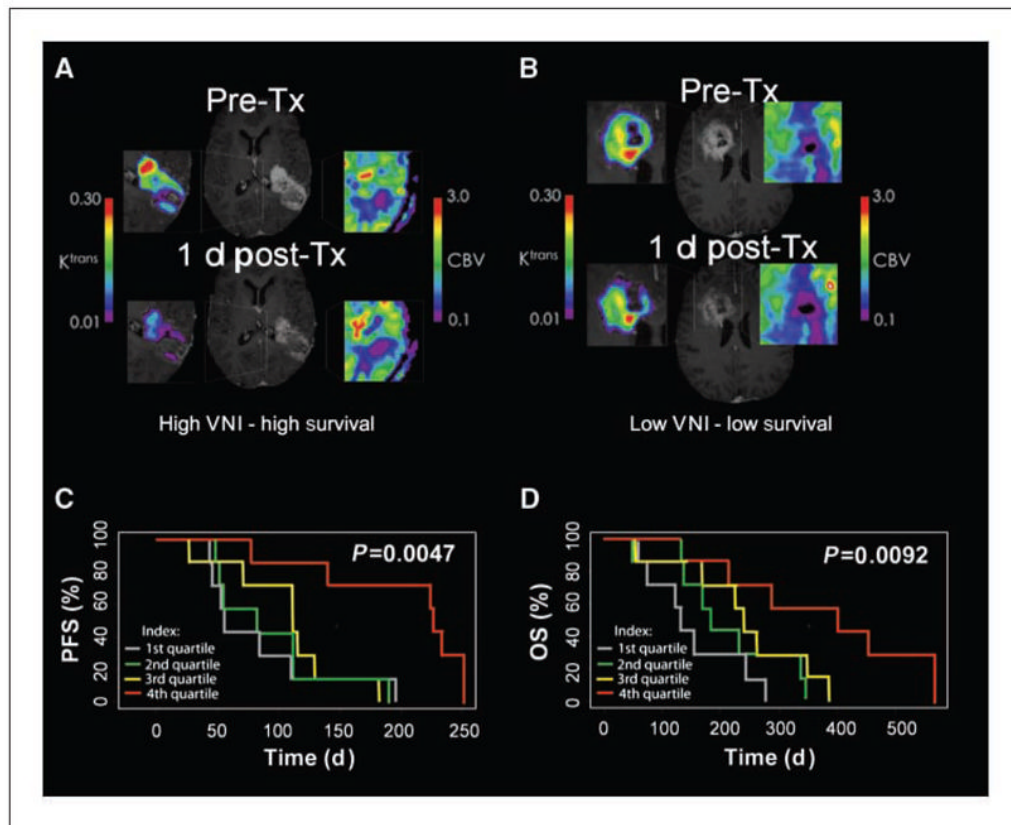 A
Pre-Tx
0.30
K^trans
0.01
3.0
CBV
0.1
1 d post-Tx
High VNI - high survival
B
Pre-Tx
0.30
K^trans
0.01
3.0
CBV
0.1
1 d post-Tx
Low VNI - low survival
C
P=0.0047
PFS (%)
100
80
60
40
20
0
Index:
1st quartile
2nd quartile
3rd quartile
4th quartile
0 50 100 150 200 250
Time (d)
D
P=0.0092
OS (%)
100
80
60
40
20
0
Index:
1st quartile
2nd quartile
3rd quartile
4th quartile
0 100 200 300 400 500
Time (d)